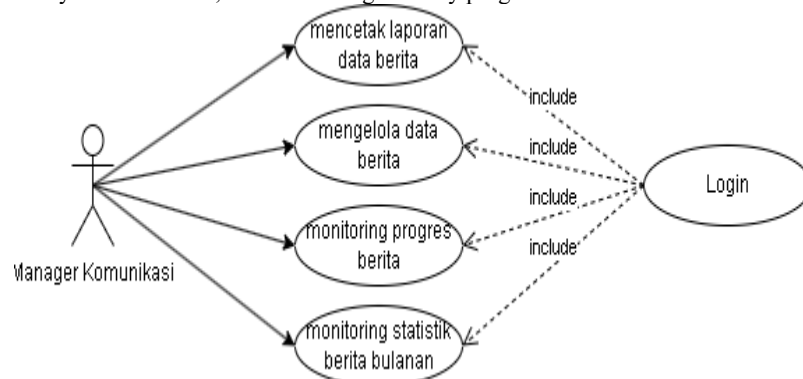 mencetak laporan
data berita
include
mengelola data
berita
include
Login
include
monitoring progres
berita
Manager Komunikasi
include
monitoring statistik
berita bulanan